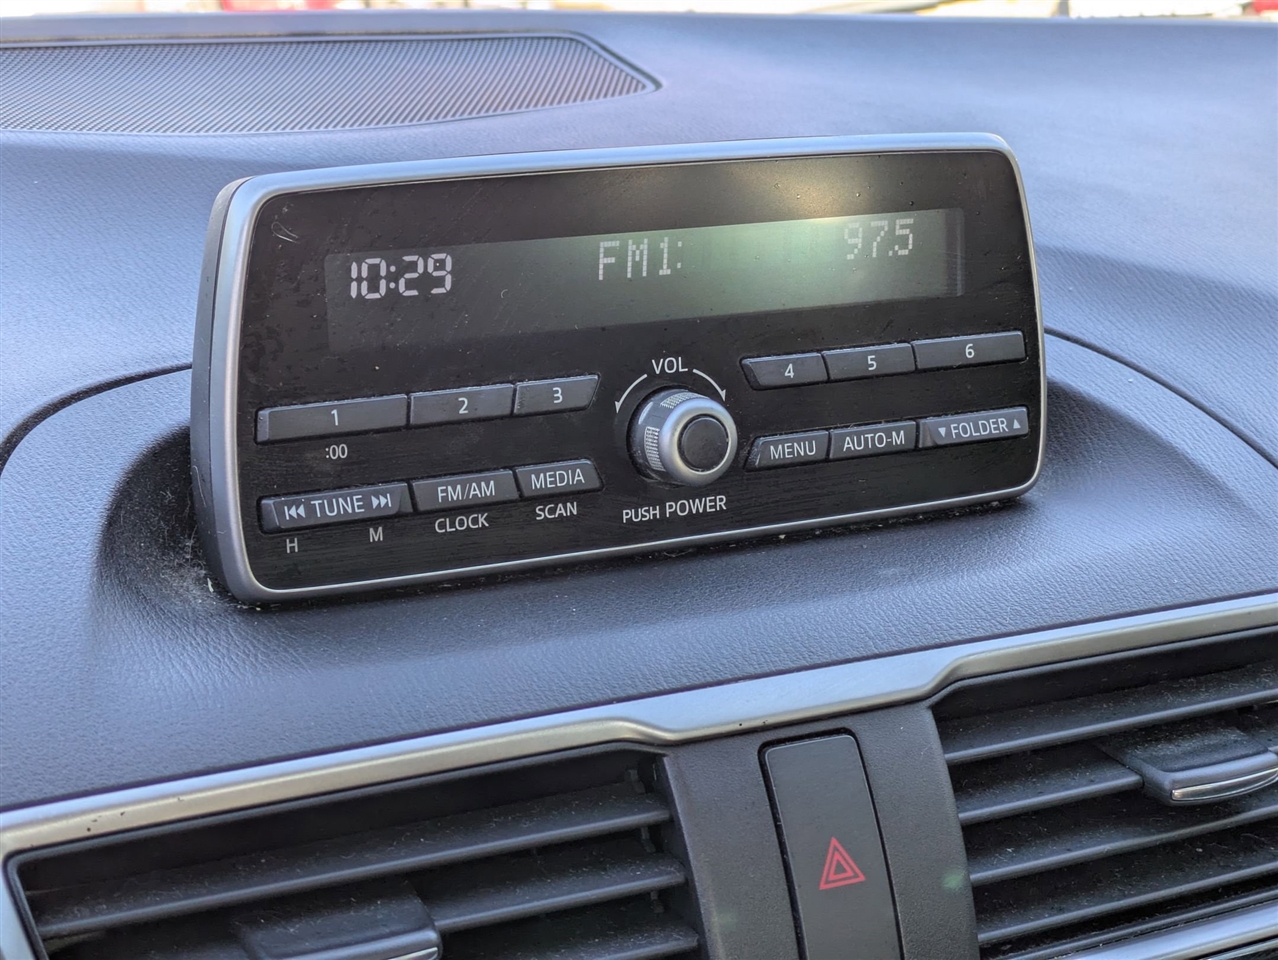 10:29 FM1: 97.5
VOL
1 2 3 4 5 6
:00
⏮ TUNE ⏭ FM/AM MEDIA MENU AUTO-M ▼ FOLDER ▲
H M CLOCK SCAN PUSH POWER